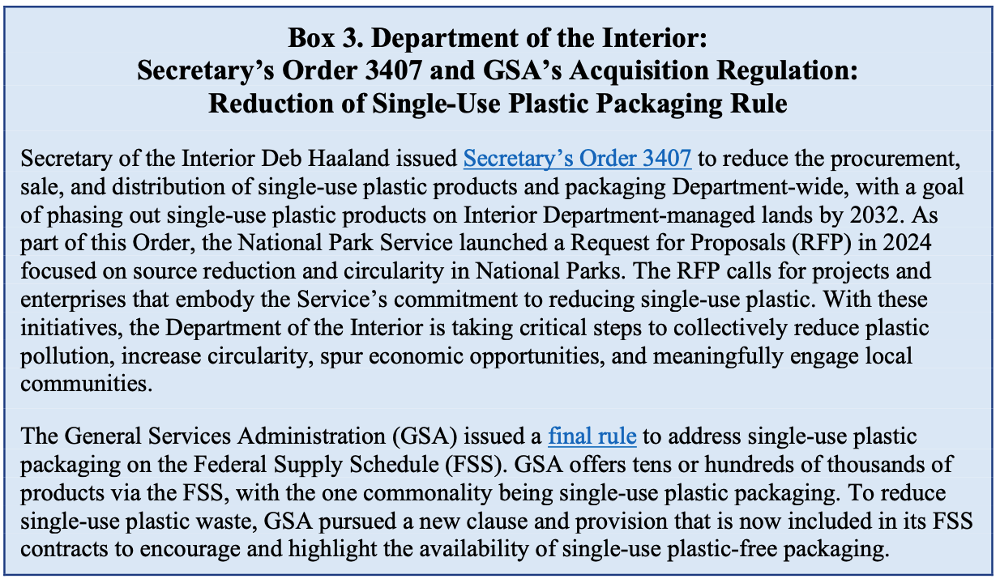 Box 3. Department of the Interior:
Secretary’s Order 3407 and GSA’s Acquisition Regulation:
Reduction of Single-Use Plastic Packaging Rule
Secretary of the Interior Deb Haaland issued Secretary’s Order 3407 to reduce the procurement,
sale, and distribution of single-use plastic products and packaging Department-wide, with a goal
of phasing out single-use plastic products on Interior Department-managed lands by 2032. As
part of this Order, the National Park Service launched a Request for Proposals (RFP) in 2024
focused on source reduction and circularity in National Parks. The RFP calls for projects and
enterprises that embody the Service’s commitment to reducing single-use plastic. With these
initiatives, the Department of the Interior is taking critical steps to collectively reduce plastic
pollution, increase circularity, spur economic opportunities, and meaningfully engage local
communities.
The General Services Administration (GSA) issued a final rule to address single-use plastic
packaging on the Federal Supply Schedule (FSS). GSA offers tens or hundreds of thousands of
products via the FSS, with the one commonality being single-use plastic packaging. To reduce
single-use plastic waste, GSA pursued a new clause and provision that is now included in its FSS
contracts to encourage and highlight the availability of single-use plastic-free packaging.